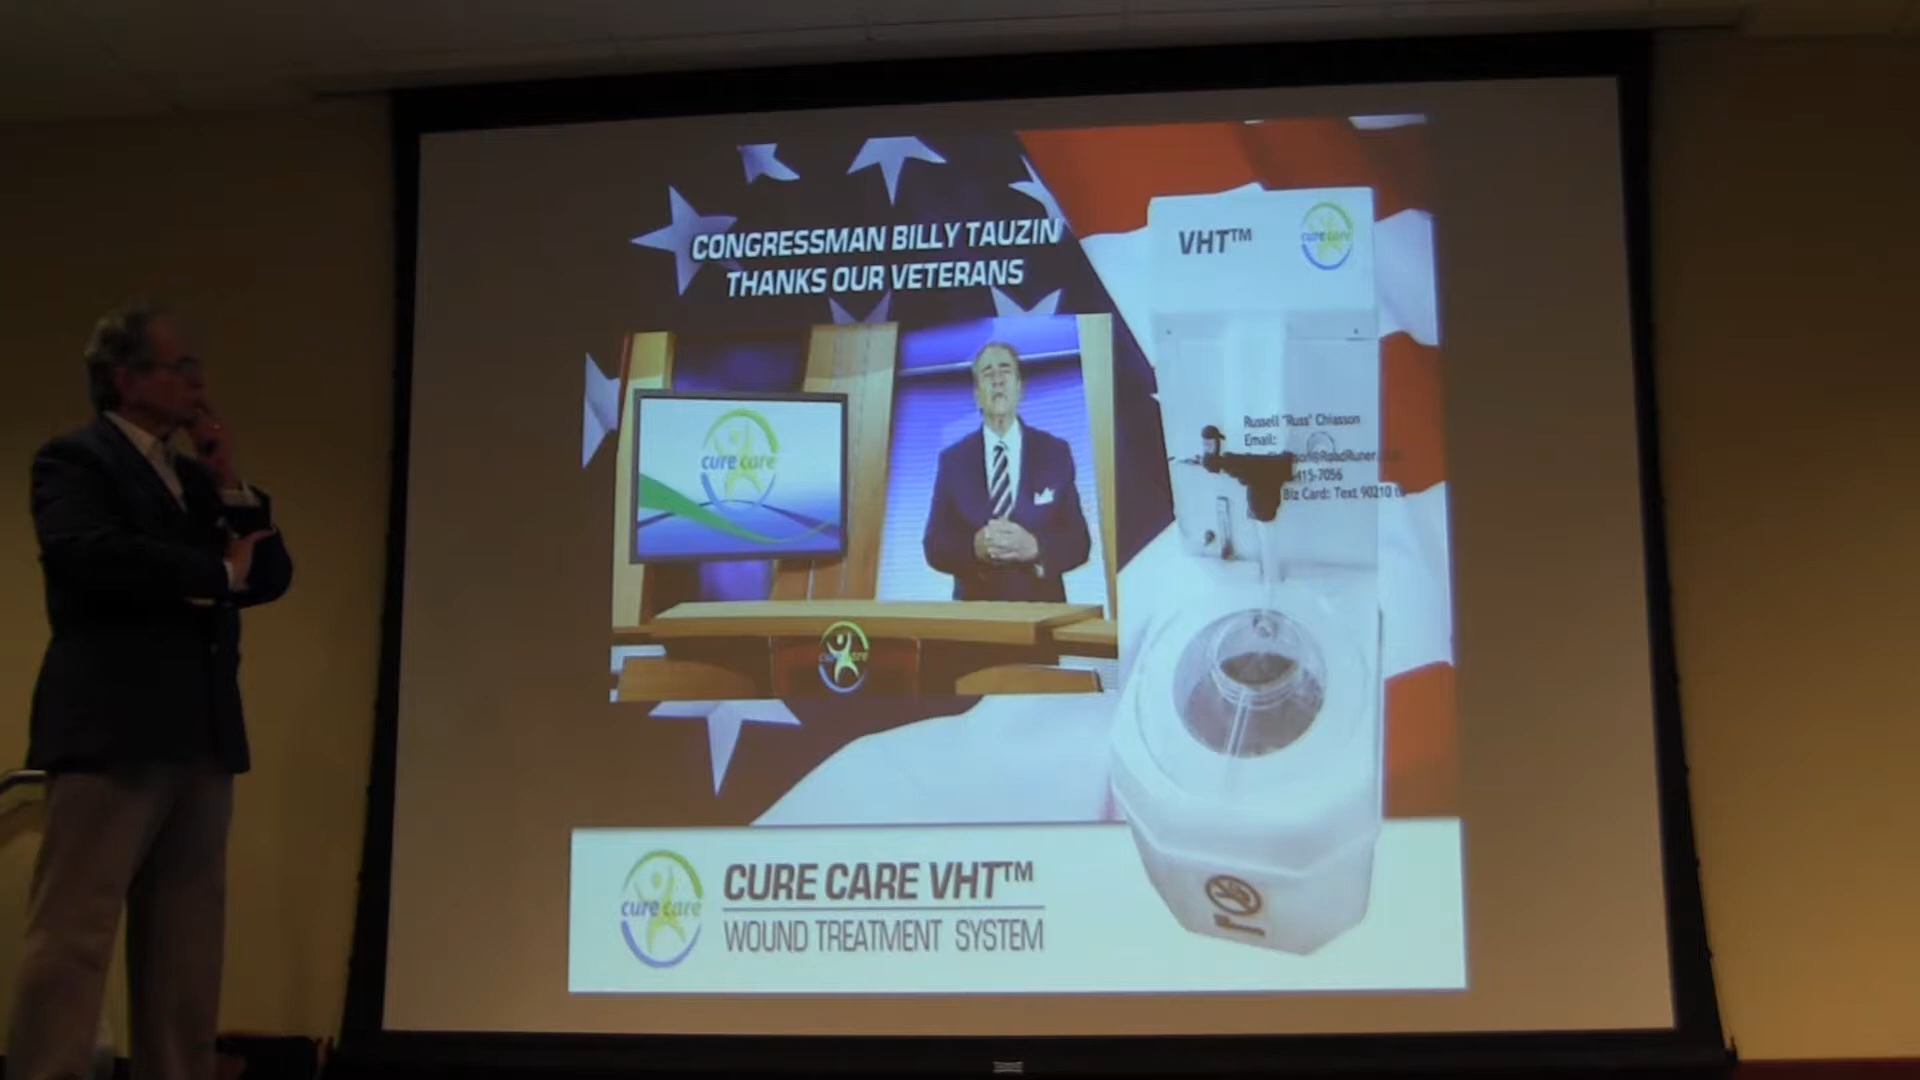 CONGRESSMAN BILLY TAUZIN
THANKS OUR VETERANS
VHT™
cure care
cure care
Russell "Russ" Chiasson
Email:
415-7056
Biz Card: Text 90210
cure care
cure care
CURE CARE VHT™
WOUND TREATMENT SYSTEM